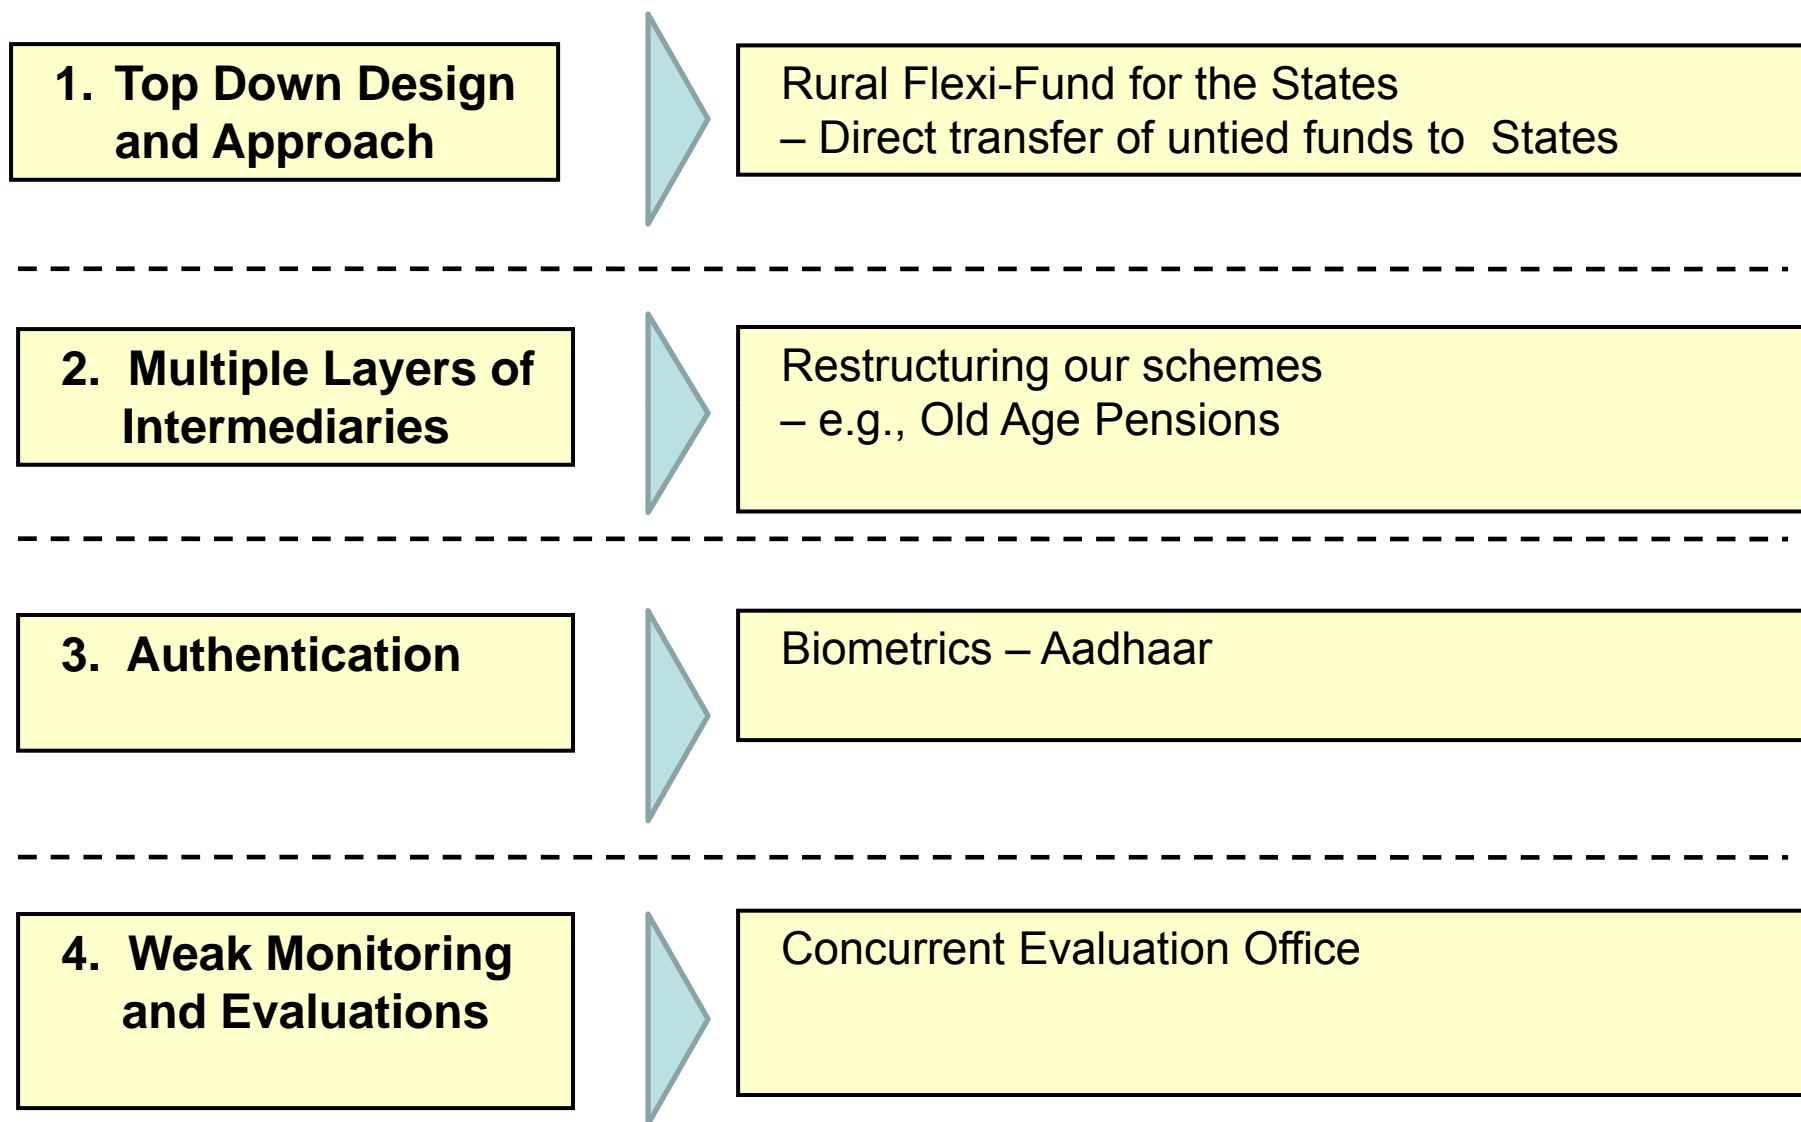 1. Top Down Design
and Approach
Rural Flexi-Fund for the States
– Direct transfer of untied funds to States
2. Multiple Layers of
Intermediaries
Restructuring our schemes
– e.g., Old Age Pensions
3. Authentication
Biometrics – Aadhaar
4. Weak Monitoring
and Evaluations
Concurrent Evaluation Office